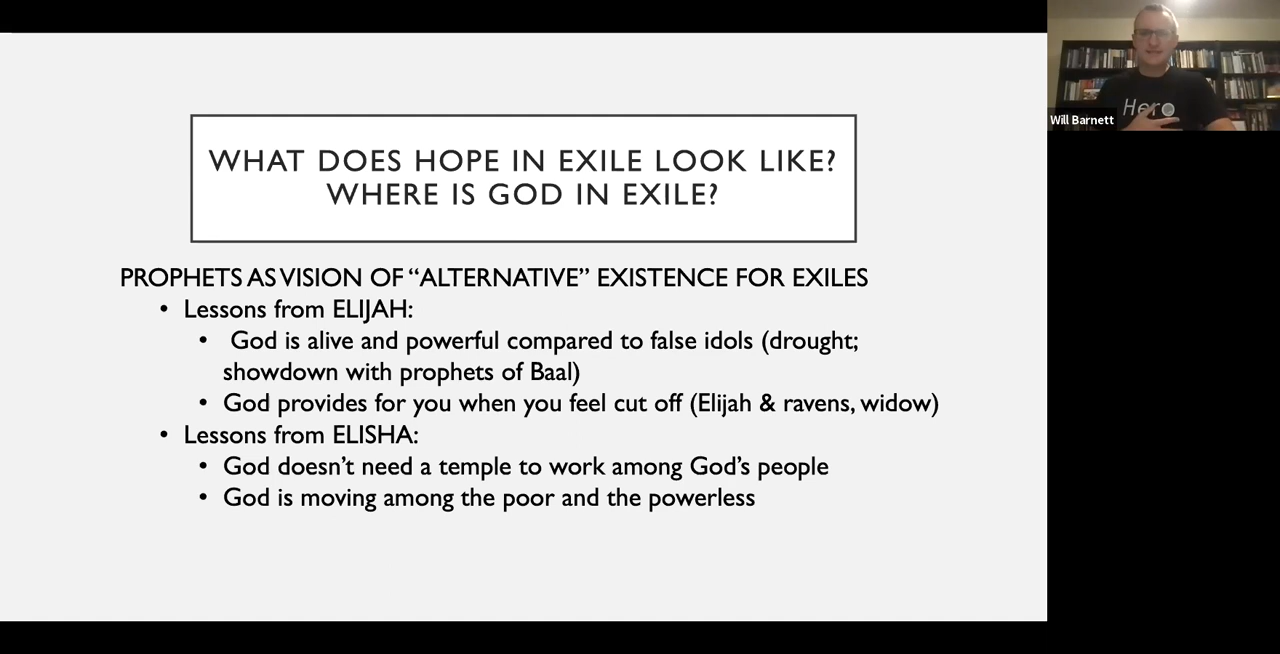 WHAT DOES HOPE IN EXILE LOOK LIKE?
WHERE IS GOD IN EXILE?
PROPHETS AS VISION OF “ALTERNATIVE” EXISTENCE FOR EXILES
• Lessons from ELIJAH:
• God is alive and powerful compared to false idols (drought;
showdown with prophets of Baal)
• God provides for you when you feel cut off (Elijah & ravens, widow)
• Lessons from ELISHA:
• God doesn’t need a temple to work among God’s people
• God is moving among the poor and the powerless
Hero
Will Barnett